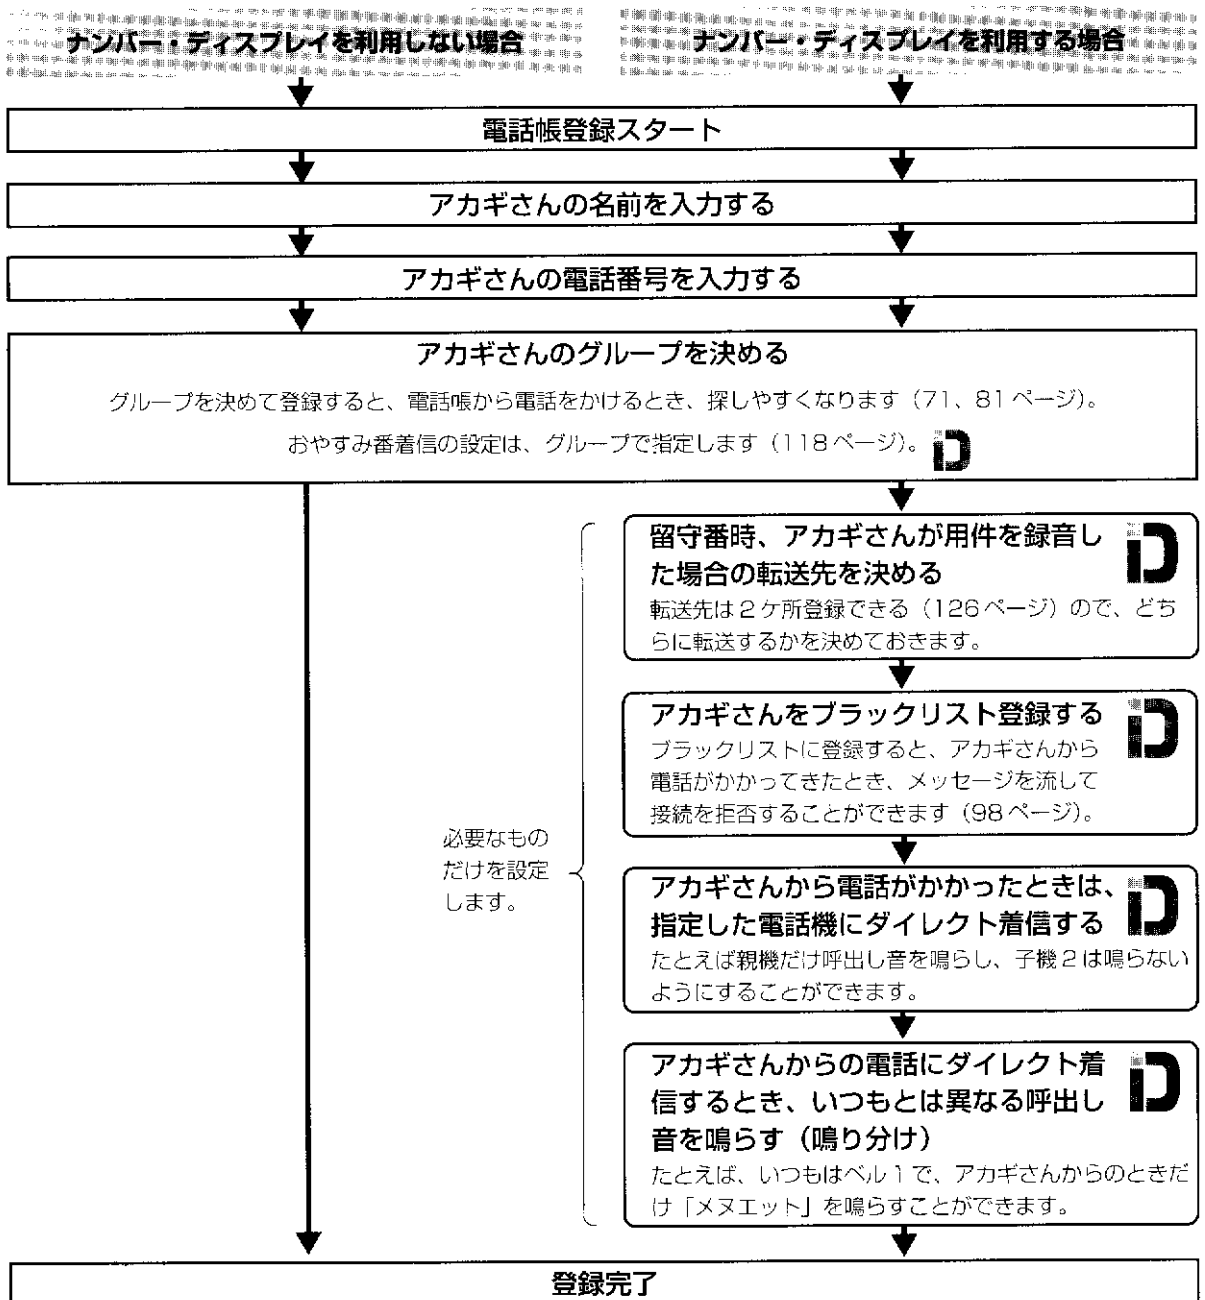 ナンバー・ディスプレイを利用しない場合
ナンバー・ディスプレイを利用する場合
電話帳登録スタート
アカギさんの名前を入力する
アカギさんの電話番号を入力する
アカギさんのグループを決める
グループを決めて登録すると、電話帳から電話をかけるとき、探しやすくなります（71、81ページ）。
おやすみ番着信の設定は、グループで指定します（118ページ）。 iD
留守番時、アカギさんが用件を録音し
た場合の転送先を決める
iD
転送先は2ケ所登録できる（126ページ）ので、どち
らに転送するかを決めておきます。
アカギさんをブラックリスト登録する
iD
ブラックリストに登録すると、アカギさんから
電話がかかってきたとき、メッセージを流して
接続を拒否することができます（98ページ）。
必要なもの
だけを設定
します。
アカギさんから電話がかかったときは、
指定した電話機にダイレクト着信する
iD
たとえば親機だけ呼出し音を鳴らし、子機2は鳴らない
ようにすることができます。
アカギさんからの電話にダイレクト着
信するとき、いつもとは異なる呼出し
音を鳴らす（鳴り分け）
iD
たとえば、いつもはベル1で、アカギさんからのときだ
け「メヌエット」を鳴らすことができます。
登録完了